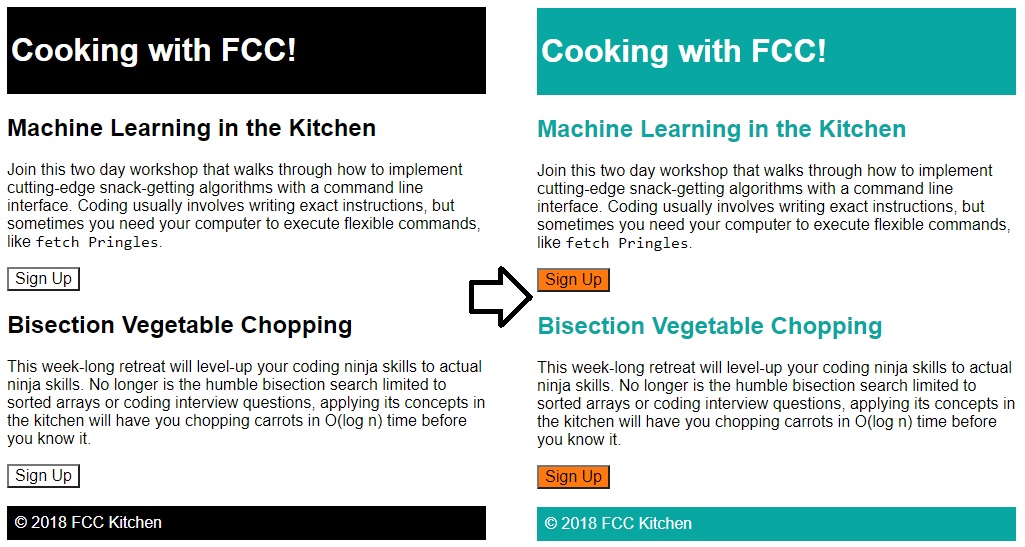 Cooking with FCC!
Machine Learning in the Kitchen
Join this two day workshop that walks through how to implement
cutting-edge snack-getting algorithms with a command line
interface. Coding usually involves writing exact instructions, but
sometimes you need your computer to execute flexible commands,
like fetch Pringles.
Sign Up
Bisection Vegetable Chopping
This week-long retreat will level-up your coding ninja skills to actual
ninja skills. No longer is the humble bisection search limited to
sorted arrays or coding interview questions, applying its concepts in
the kitchen will have you chopping carrots in O(log n) time before
you know it.
Sign Up
© 2018 FCC Kitchen
Cooking with FCC!
Machine Learning in the Kitchen
Join this two day workshop that walks through how to implement
cutting-edge snack-getting algorithms with a command line
interface. Coding usually involves writing exact instructions, but
sometimes you need your computer to execute flexible commands,
like fetch Pringles.
Sign Up
Bisection Vegetable Chopping
This week-long retreat will level-up your coding ninja skills to actual
ninja skills. No longer is the humble bisection search limited to
sorted arrays or coding interview questions, applying its concepts in
the kitchen will have you chopping carrots in O(log n) time before
you know it.
Sign Up
© 2018 FCC Kitchen